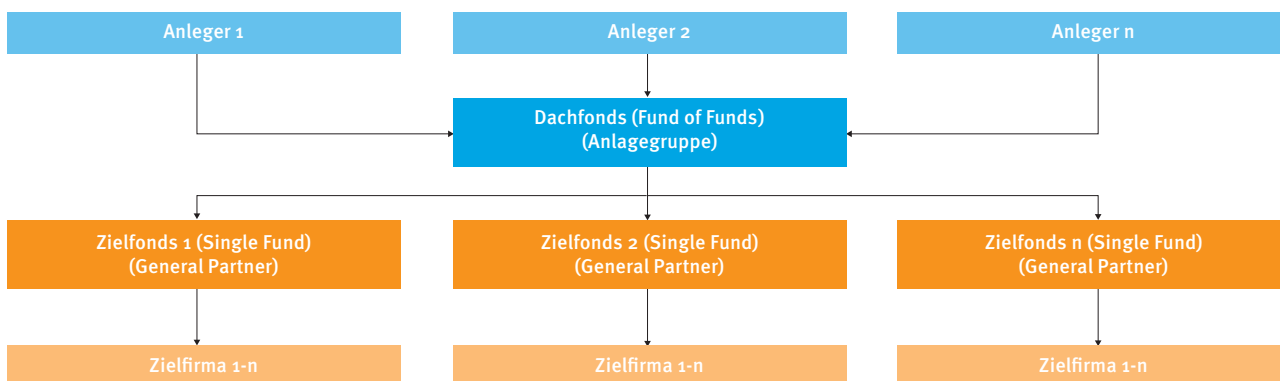 Anleger 1
Anleger 2
Anleger n
Dachfonds (Fund of Funds)
(Anlagegruppe)
Zielfonds 1 (Single Fund)
(General Partner)
Zielfonds 2 (Single Fund)
(General Partner)
Zielfonds n (Single Fund)
(General Partner)
Zielfirma 1-n
Zielfirma 1-n
Zielfirma 1-n